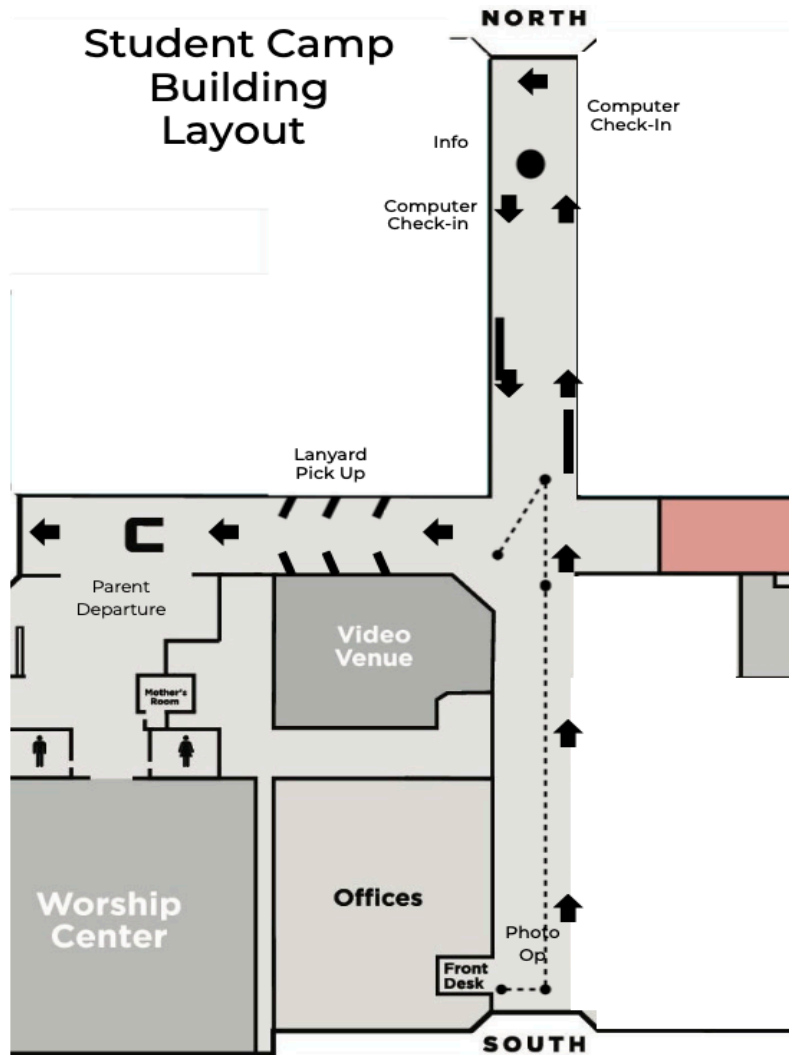 NORTH
Student Camp
Building
Layout
Computer
Check-In
Info
Computer
Check-in
Lanyard
Pick Up
Parent
Departure
Video
Venue
Mother's
Room
Worship
Center
Offices
Photo
Op
Front
Desk
SOUTH